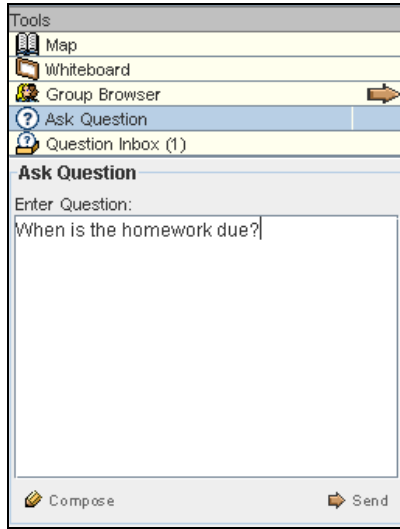 Tools
Map
Whiteboard
Group Browser
Ask Question
Question Inbox (1)
Ask Question
Enter Question:
When is the homework due?
Compose Send